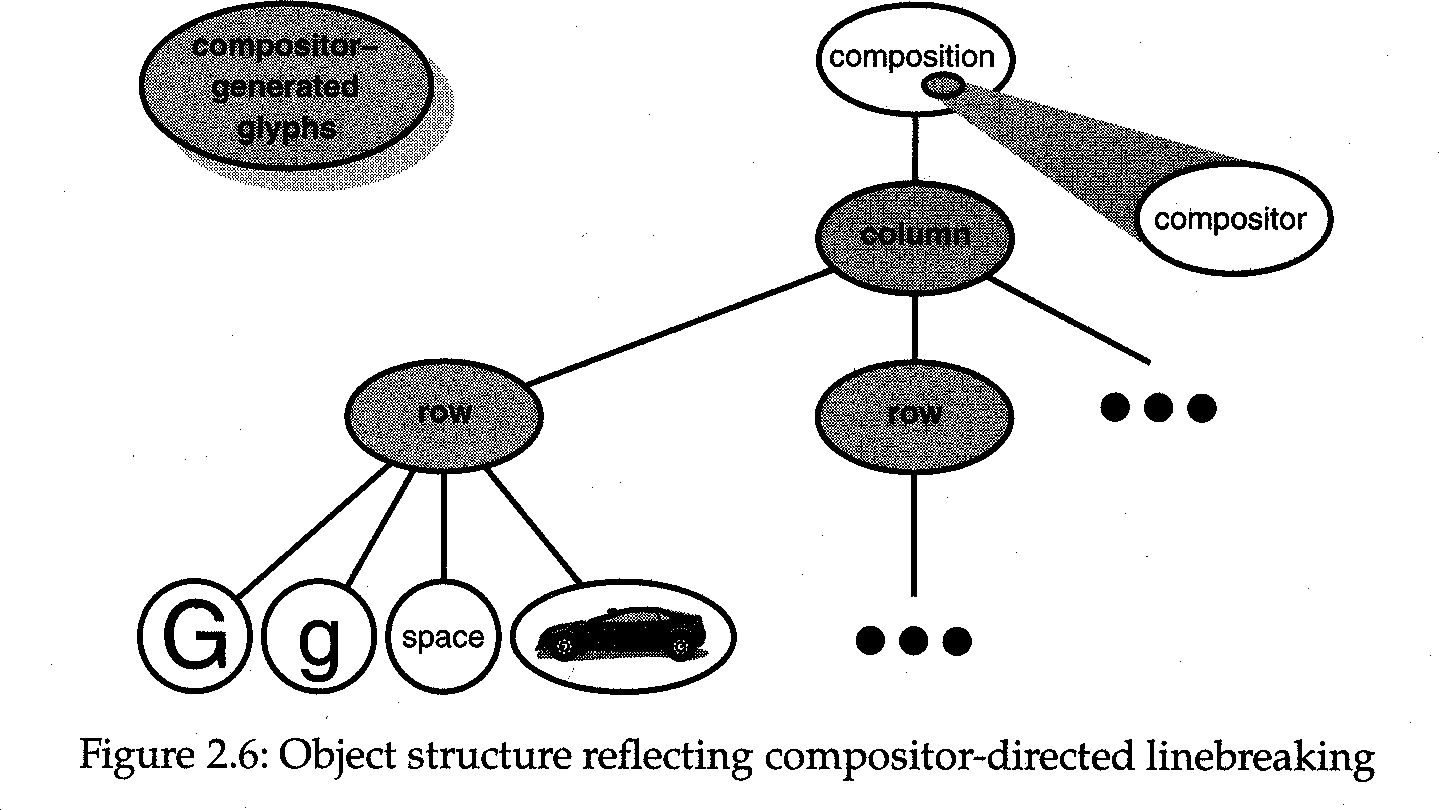 compositor–
generated
glyphs
composition
compositor
column
row
row
G
g
space
Figure 2.6: Object structure reflecting compositor-directed linebreaking